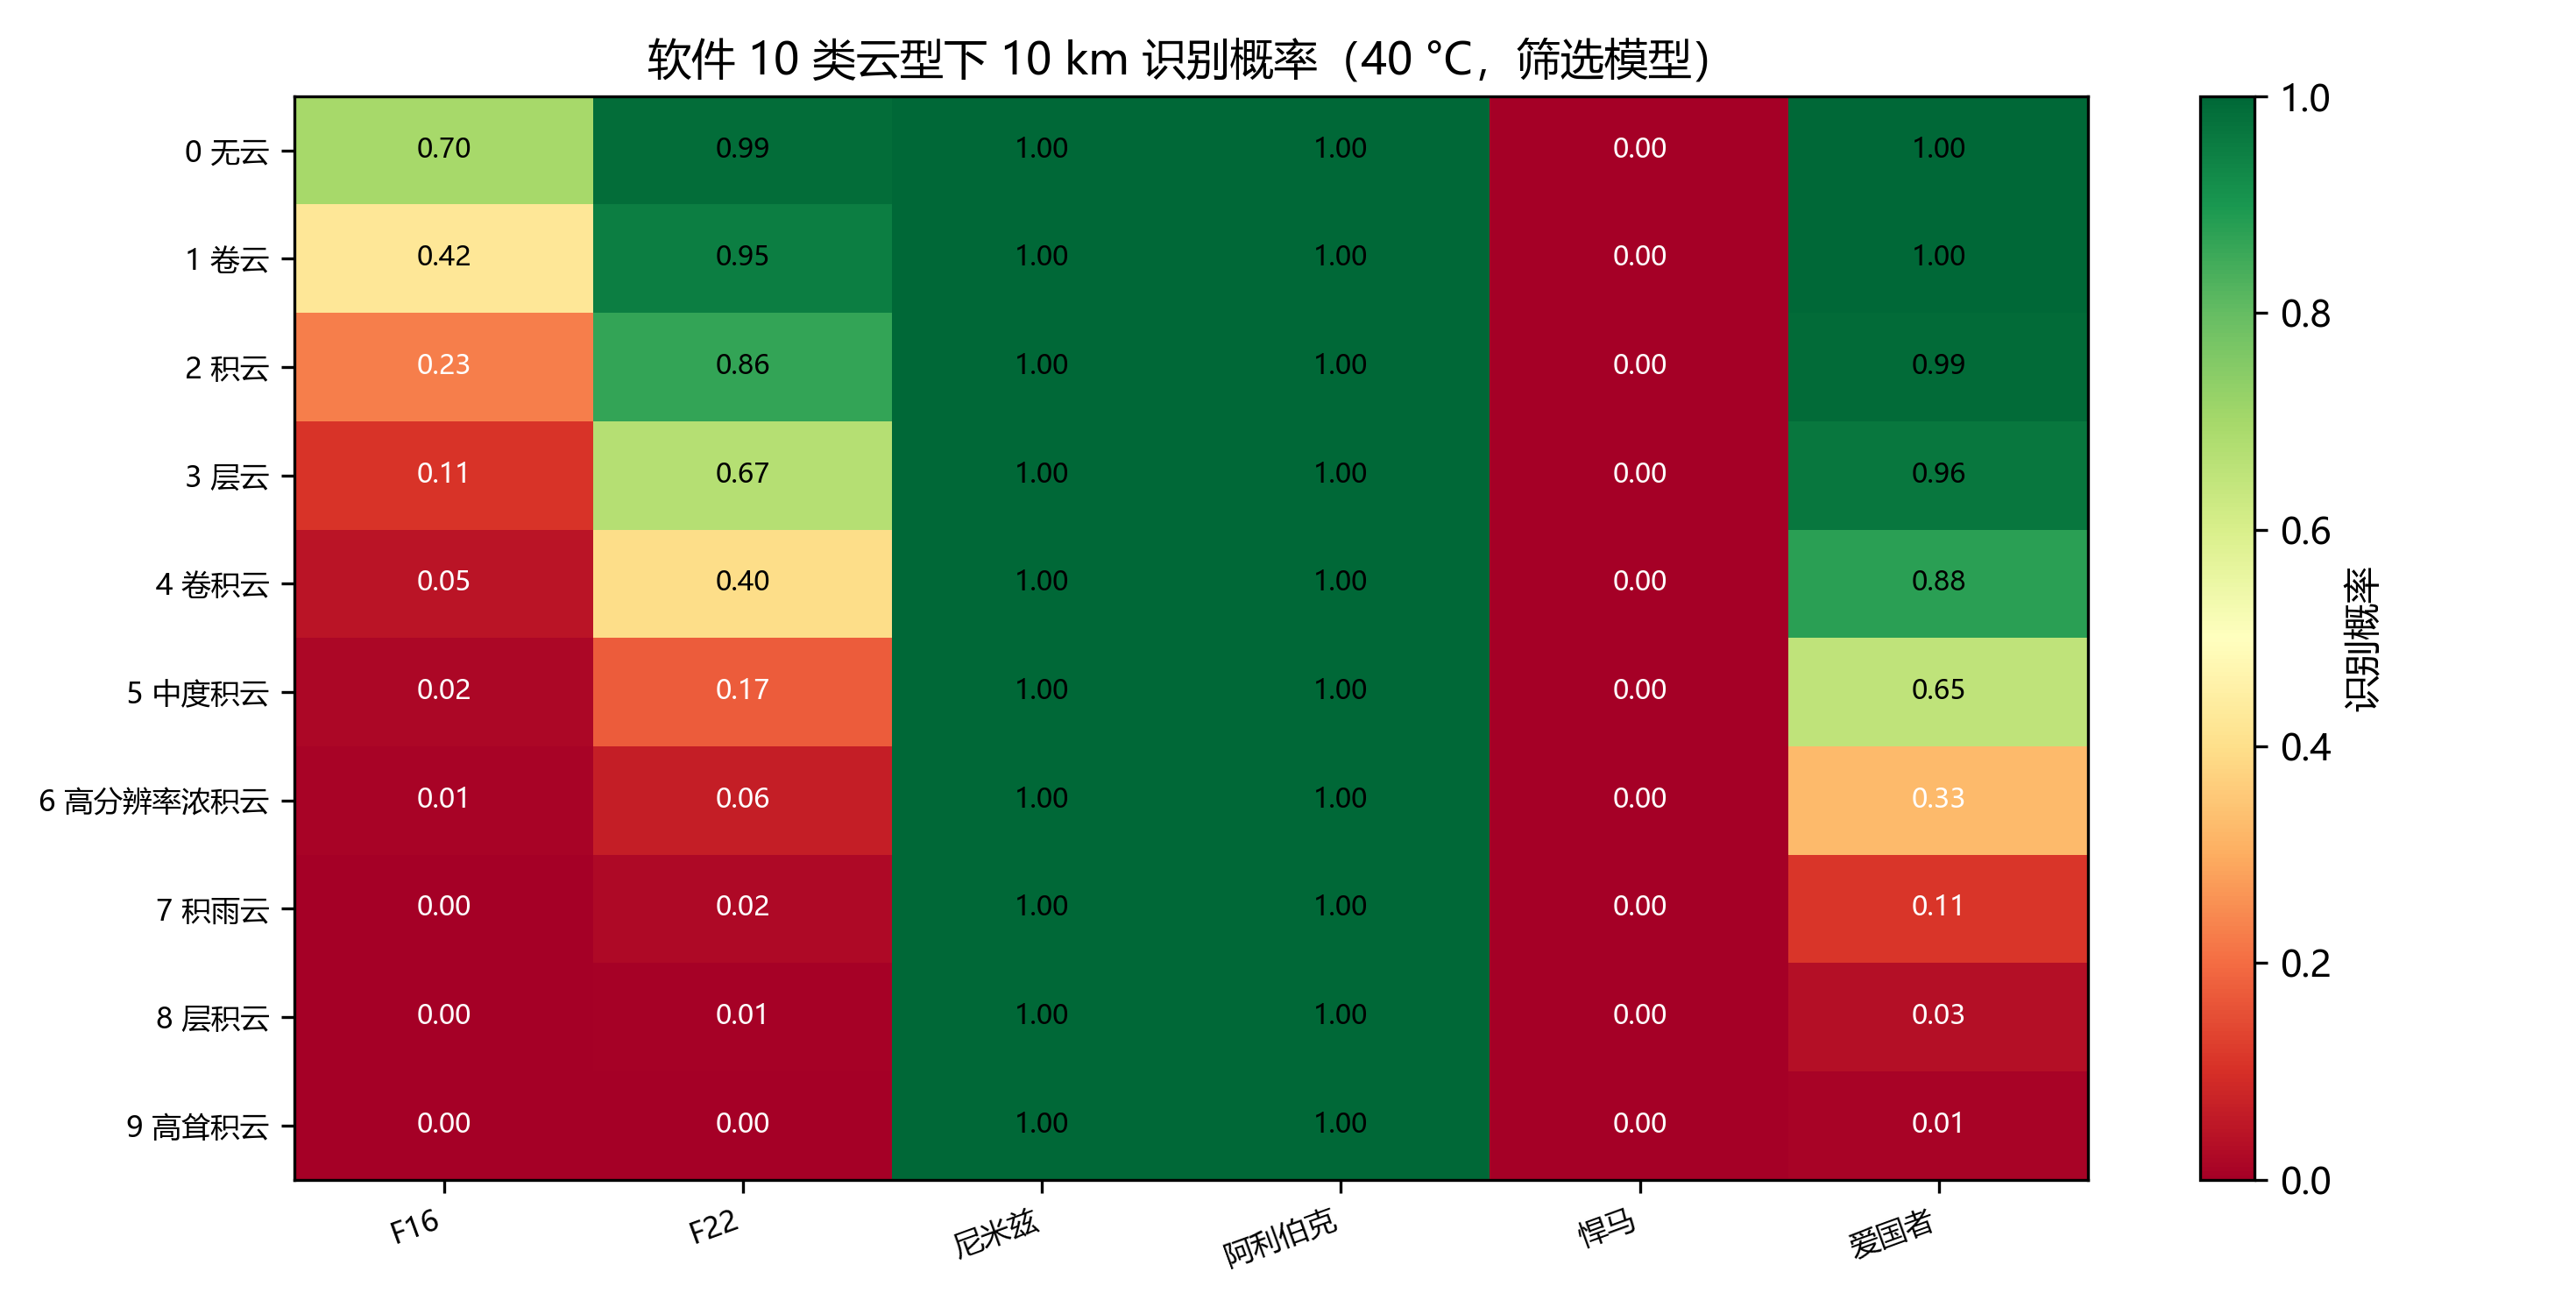 软件 10 类云型下 10 km 识别概率（40 °C，筛选模型）
0 无云 0.70 0.99 1.00 1.00 0.00 1.00
1 卷云 0.42 0.95 1.00 1.00 0.00 1.00
2 积云 0.23 0.86 1.00 1.00 0.00 0.99
3 层云 0.11 0.67 1.00 1.00 0.00 0.96
4 卷积云 0.05 0.40 1.00 1.00 0.00 0.88
5 中度积云 0.02 0.17 1.00 1.00 0.00 0.65
6 高分辨率浓积云 0.01 0.06 1.00 1.00 0.00 0.33
7 积雨云 0.00 0.02 1.00 1.00 0.00 0.11
8 层积云 0.00 0.01 1.00 1.00 0.00 0.03
9 高耸积云 0.00 0.00 1.00 1.00 0.00 0.01
F16 F22 尼米兹 阿利伯克 悍马 爱国者
1.0
0.8
0.6
0.4
0.2
0.0
识别概率